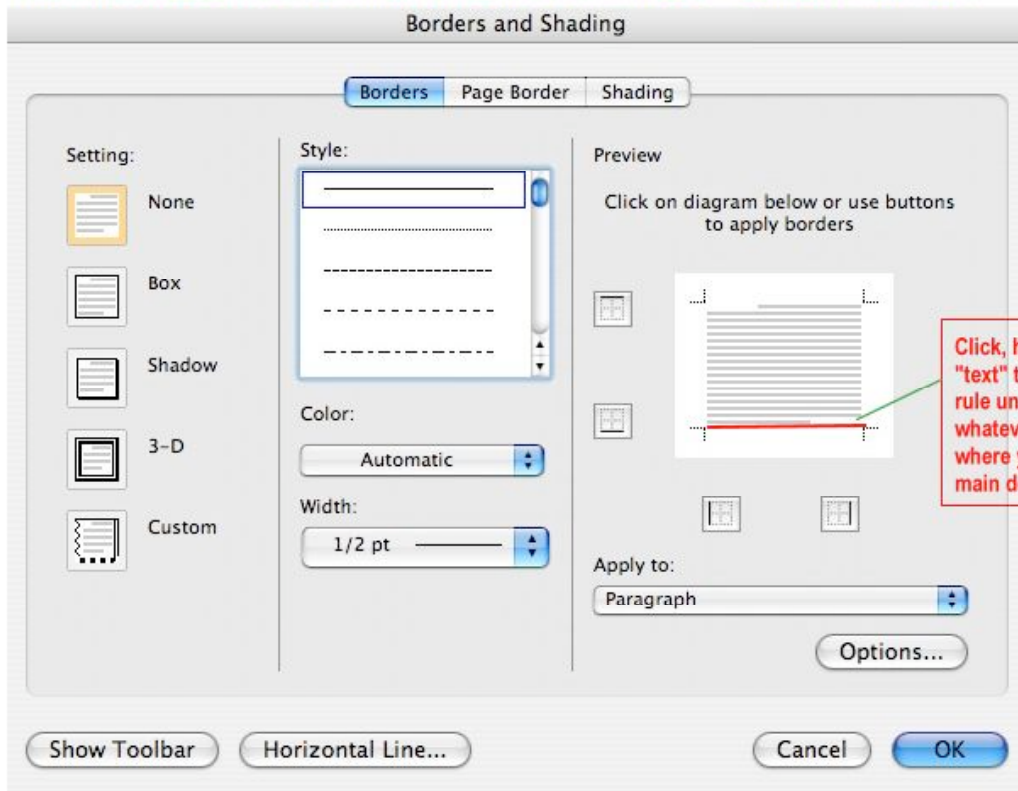 Borders and Shading
Borders Page Border Shading
Setting:
None
Box
Shadow
3-D
Custom
Style:
Color:
Automatic
Width:
1/2 pt
Preview
Click on diagram below or use buttons
to apply borders
Click,
"text"
rule
where
main
Apply to:
Paragraph
Options...
Show Toolbar Horizontal Line... Cancel OK